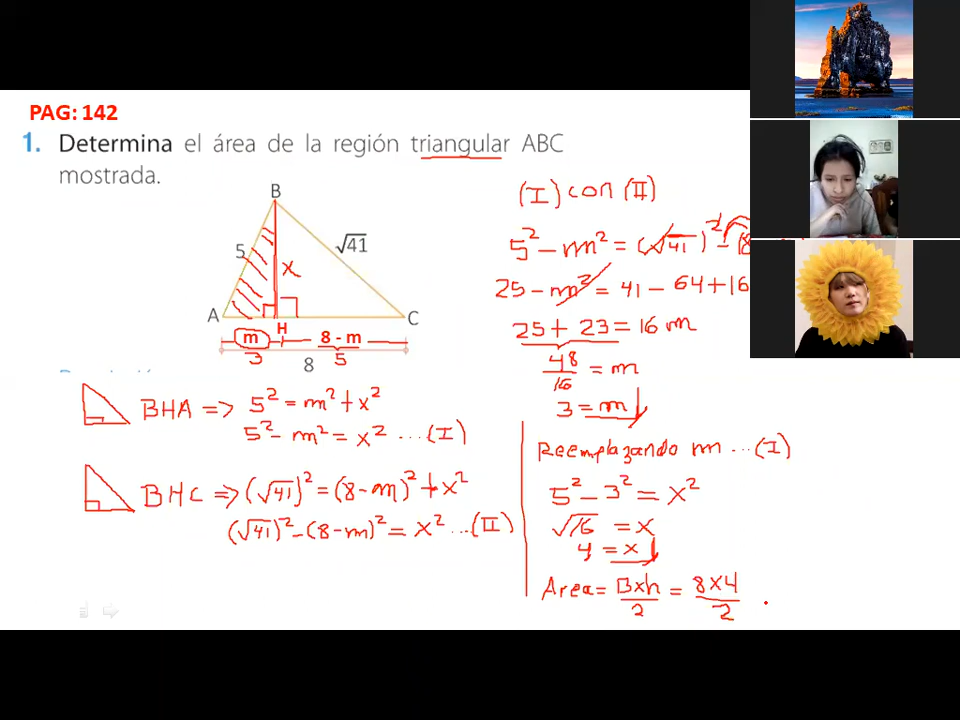 PAG: 142
1. Determina el área de la región triangular ABC
mostrada.
B
5
√41
x
A
H
C
m
8 - m
3
5
8
BHA => 5² = m² + x²
5² - m² = x² ...(I)
BHC => (√41)² = (8-m)² + x²
(√41)² - (8-m)² = x² ...(II)
(I) con (II)
5² - m² = (√41)² - (8
25 - m² = 41 - 64 + 16
25 + 23 = 16 m
48/16 = m
3 = m
Reemplazando m ...(I)
5² - 3² = x²
√16 = x
4 = x
Area = Bxh/2 = 8x4/2